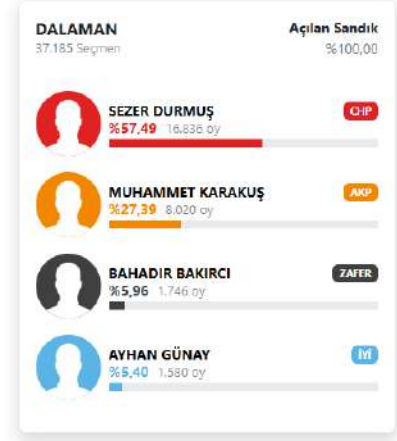 DALAMAN
Açılan Sandık
37.185 Seçmen
%100,00
SEZER DURMUŞ
CHP
%57,49 16.836 oy
MUHAMMET KARAKUŞ
AKP
%27,39 8.020 oy
BAHADIR BAKIRCI
ZAFER
%5,96 1.746 oy
AYHAN GÜNAY
İYİ
%5,40 1.580 oy